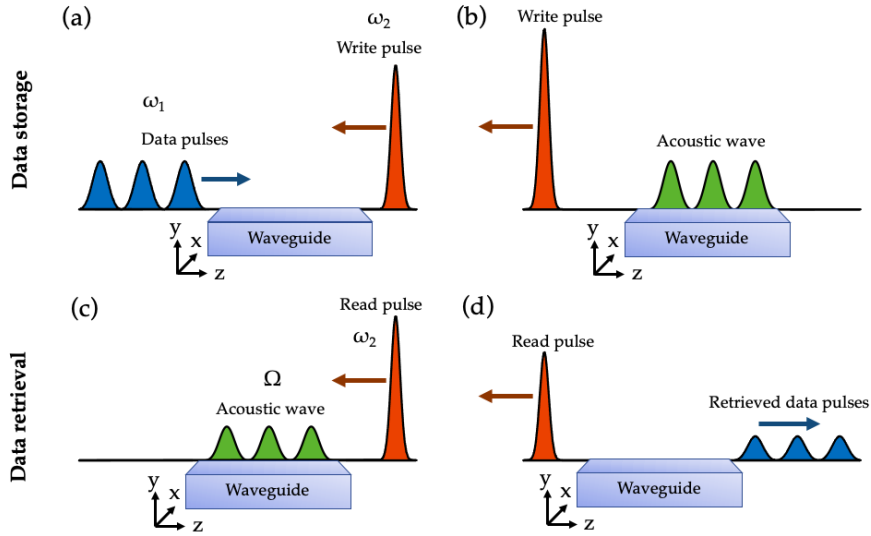 (a)
ω₂
Write pulse
ω₁
Data pulses
Waveguide
y
x
z
(b)
Write pulse
Acoustic wave
Waveguide
y
x
z
Data storage
(c)
Read pulse
ω₂
Ω
Acoustic wave
Waveguide
y
x
z
(d)
Read pulse
Retrieved data pulses
Waveguide
y
x
z
Data retrieval